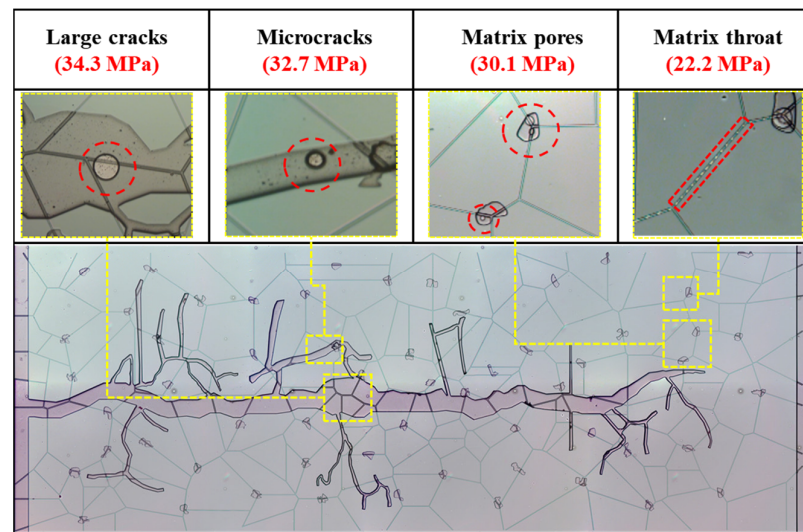 Large cracks
(34.3 MPa)
Microcracks
(32.7 MPa)
Matrix pores
(30.1 MPa)
Matrix throat
(22.2 MPa)